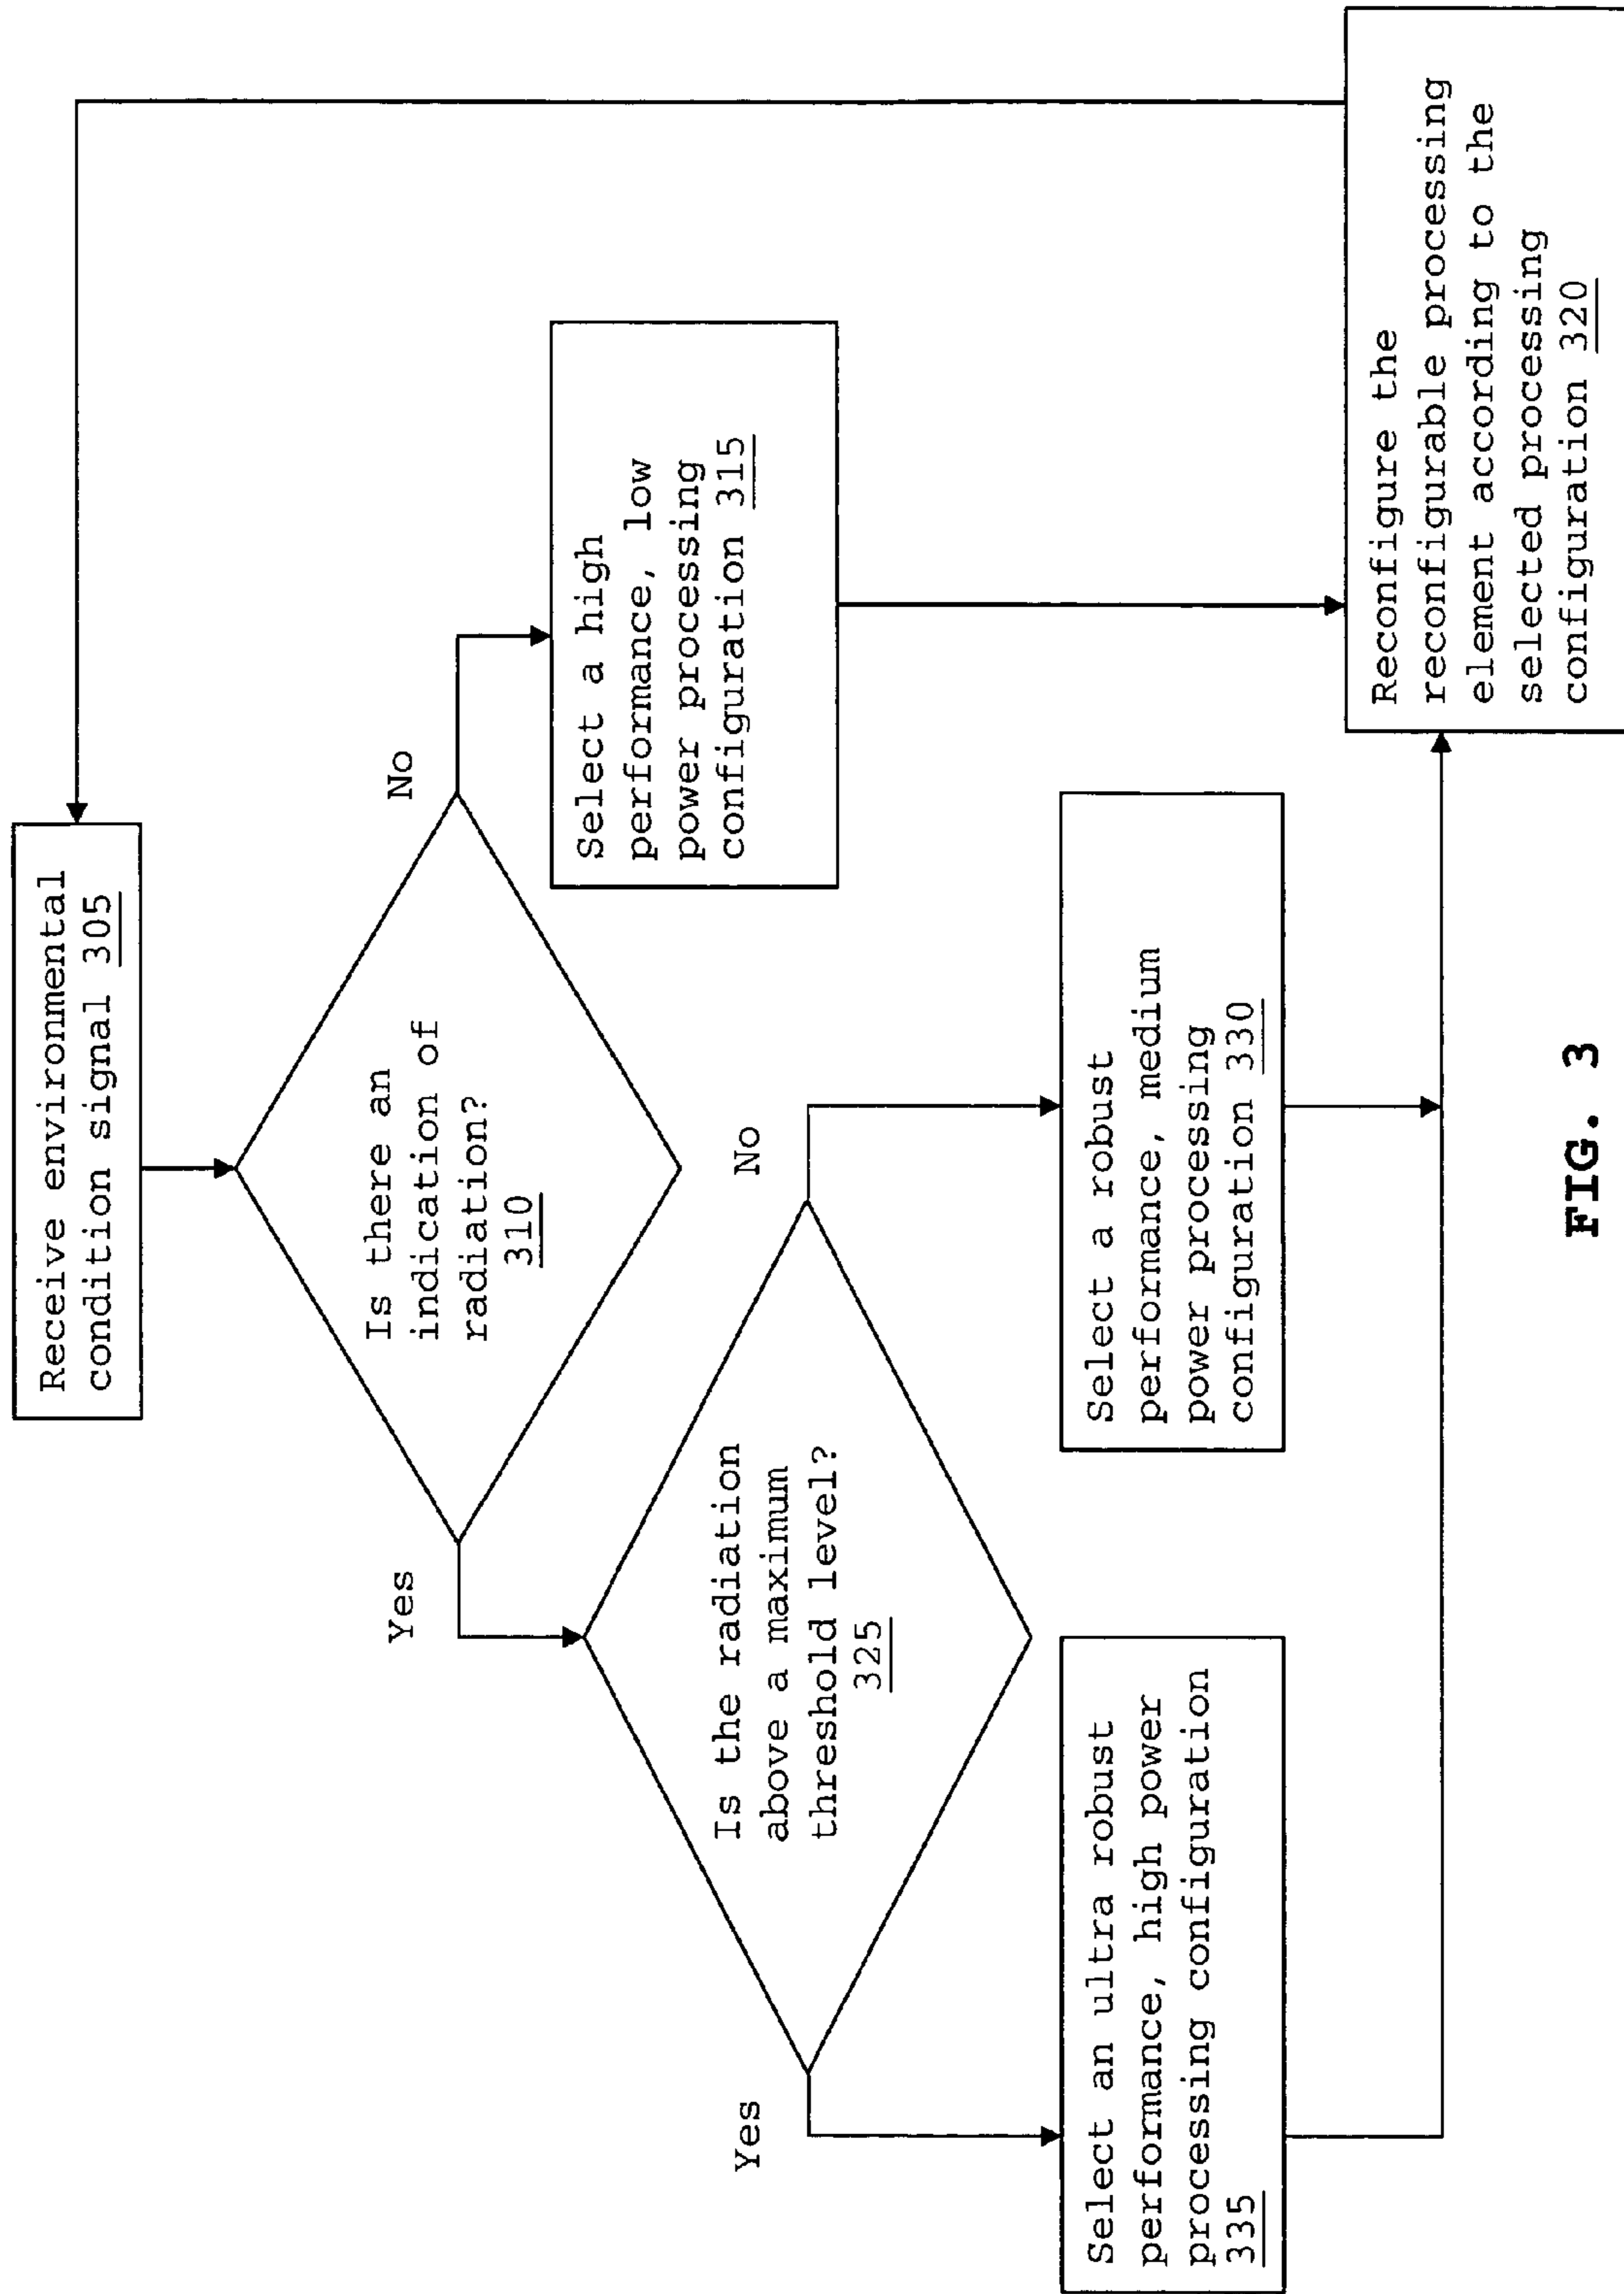 Receive environmental
condition signal 305
Is there an
indication of
radiation?
310
Yes
No
Select a high
performance, low
power processing
configuration 315
Is the radiation
above a maximum
threshold level?
325
Yes
No
Select an ultra robust
performance, high power
processing configuration
335
Select a robust
performance, medium
power processing
configuration 330
Reconfigure the
reconfigurable processing
element according to the
selected processing
configuration 320
FIG. 3